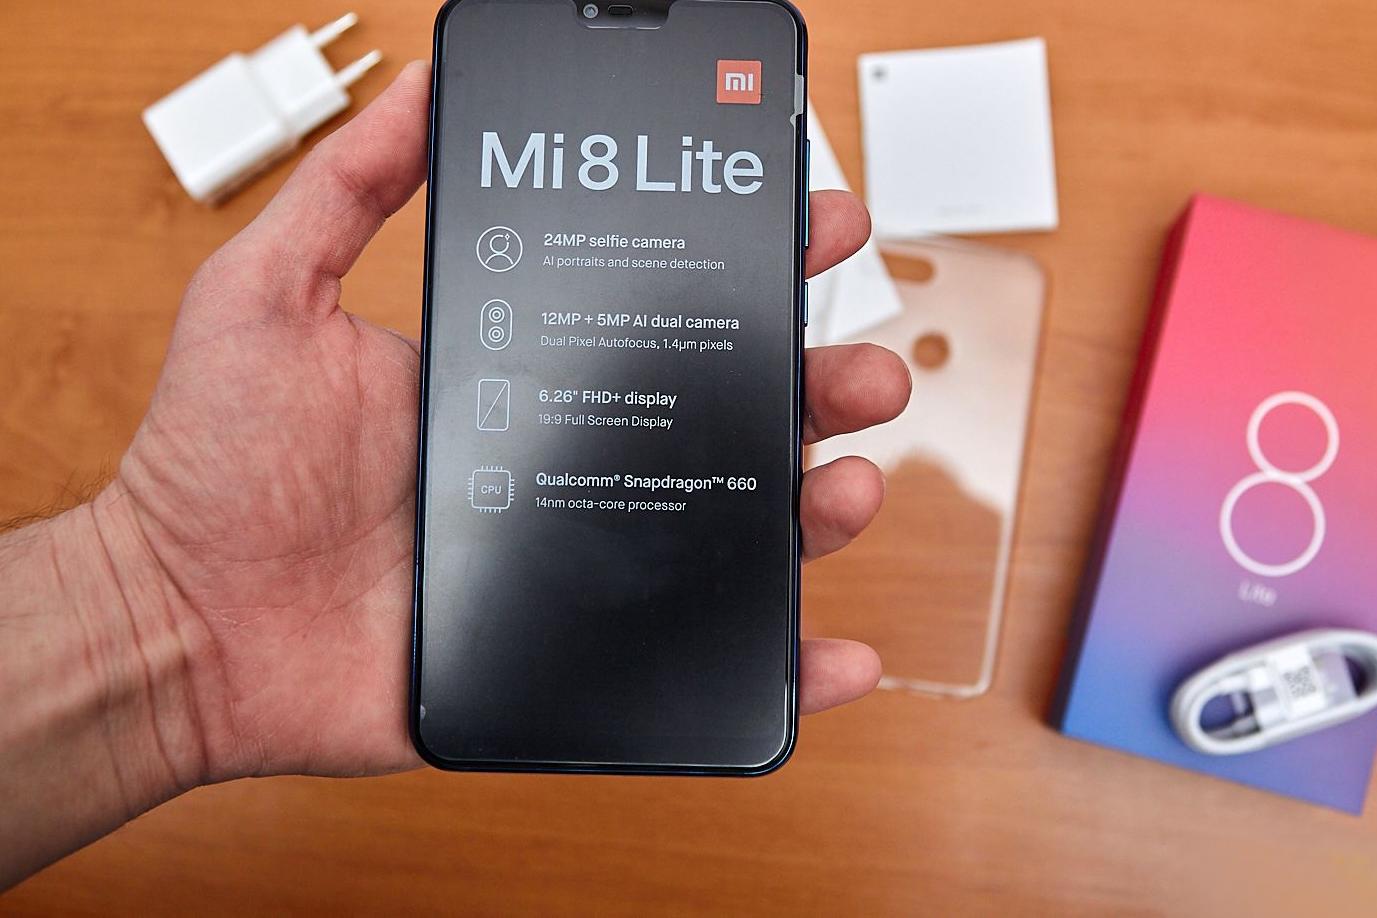 mi
Mi 8 Lite
24MP selfie camera
AI portraits and scene detection
12MP + 5MP AI dual camera
Dual Pixel Autofocus, 1.4μm pixels
6.26" FHD+ display
19:9 Full Screen Display
CPU
Qualcomm® Snapdragon™ 660
14nm octa-core processor
8
Lite